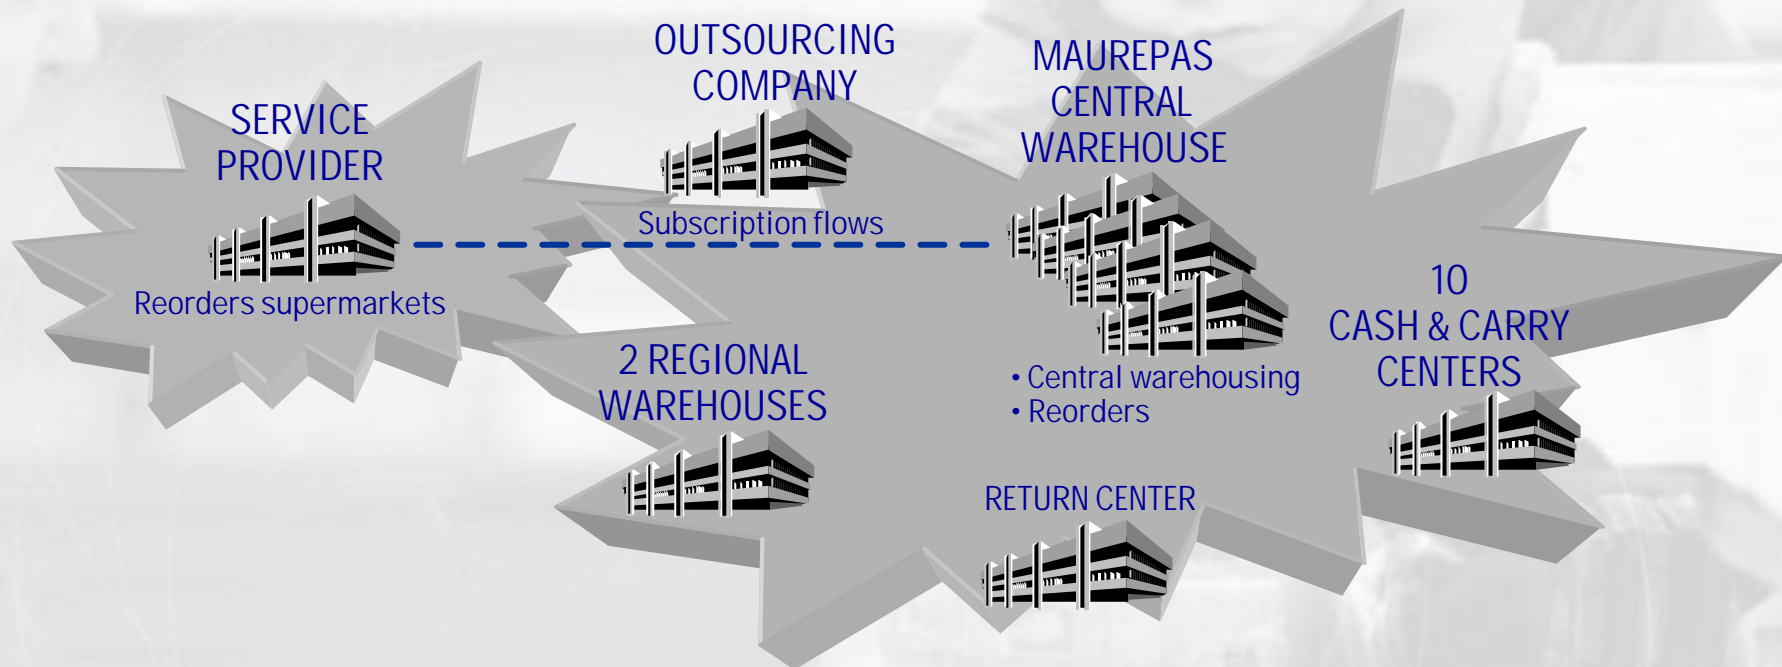 SERVICE
PROVIDER
Reorders supermarkets
OUTSOURCING
COMPANY
Subscription flows
MAUREPAS
CENTRAL
WAREHOUSE
• Central warehousing
• Reorders
10
CASH & CARRY
CENTERS
2 REGIONAL
WAREHOUSES
RETURN CENTER